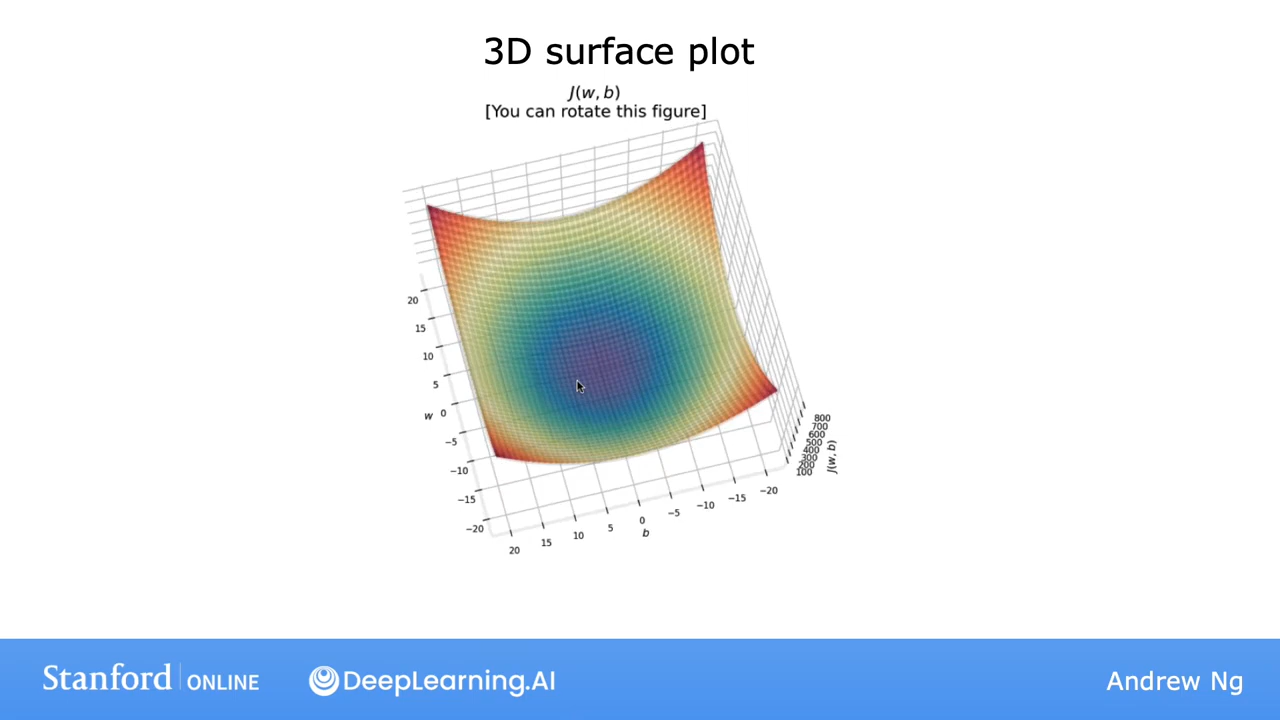 3D surface plot
J(w, b)
[You can rotate this figure]
20
15
10
5
w 0
−5
−10
−15
−20
20 15 10 5 0 −5 −10 −15 −20
b
800
700
600
500
400
300
200
100
J(w, b)
Stanford ONLINE DeepLearning.AI Andrew Ng